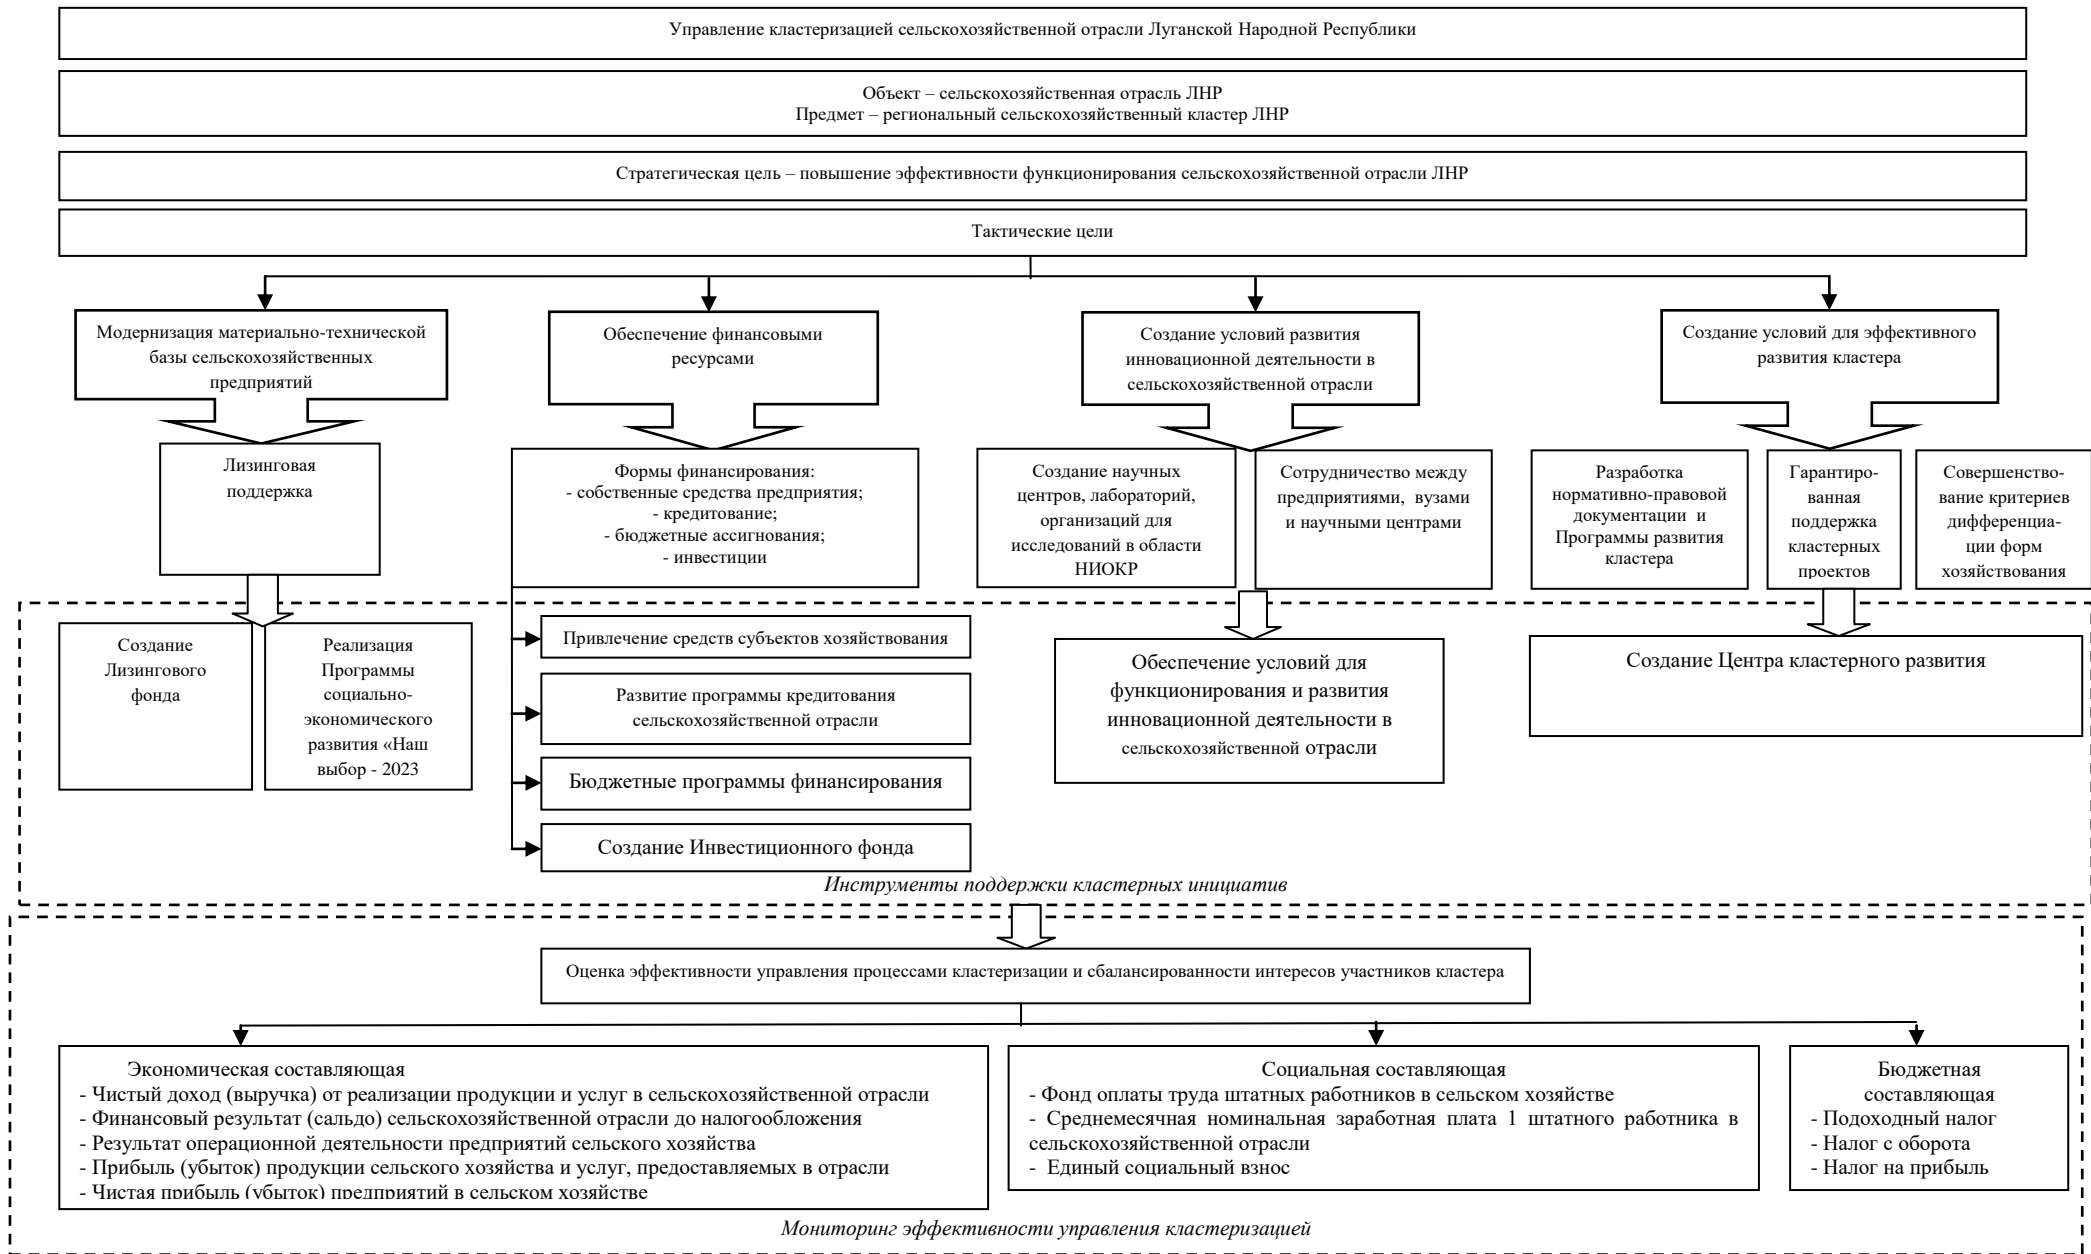 Управление кластеризацией сельскохозяйственной отрасли Луганской Народной Республики
Объект – сельскохозяйственная отрасль ЛНР
Предмет – региональный сельскохозяйственный кластер ЛНР
Стратегическая цель – повышение эффективности функционирования сельскохозяйственной отрасли ЛНР
Тактические цели
Модернизация материально-технической
базы сельскохозяйственных
предприятий
Обеспечение финансовыми
ресурсами
Создание условий развития
инновационной деятельности в
сельскохозяйственной отрасли
Создание условий для эффективного
развития кластера
Лизинговая
поддержка
Формы финансирования:
- собственные средства предприятия;
- кредитование;
- бюджетные ассигнования;
- инвестиции
Создание научных
центров, лабораторий,
организаций для
исследований в области
НИОКР
Сотрудничество между
предприятиями, вузами
и научными центрами
Разработка
нормативно-правовой
документации и
Программы развития
кластера
Гарантиро-
ванная
поддержка
кластерных
проектов
Совершенство-
вание критериев
дифференциа-
ции форм
хозяйствования
Создание
Лизингового
фонда
Реализация
Программы
социально-
экономического
развития «Наш
выбор - 2023
Привлечение средств субъектов хозяйствования
Развитие программы кредитования
сельскохозяйственной отрасли
Бюджетные программы финансирования
Создание Инвестиционного фонда
Обеспечение условий для
функционирования и развития
инновационной деятельности в
сельскохозяйственной отрасли
Создание Центра кластерного развития
Инструменты поддержки кластерных инициатив
Оценка эффективности управления процессами кластеризации и сбалансированности интересов участников кластера
Экономическая составляющая
- Чистый доход (выручка) от реализации продукции и услуг в сельскохозяйственной отрасли
- Финансовый результат (сальдо) сельскохозяйственной отрасли до налогообложения
- Результат операционной деятельности предприятий сельского хозяйства
- Прибыль (убыток) продукции сельского хозяйства и услуг, предоставляемых в отрасли
- Чистая прибыль (убыток) предприятий в сельском хозяйстве
Социальная составляющая
- Фонд оплаты труда штатных работников в сельском хозяйстве
- Среднемесячная номинальная заработная плата 1 штатного работника в
сельскохозяйственной отрасли
- Единый социальный взнос
Бюджетная
составляющая
- Подоходный налог
- Налог с оборота
- Налог на прибыль
Мониторинг эффективности управления кластеризацией